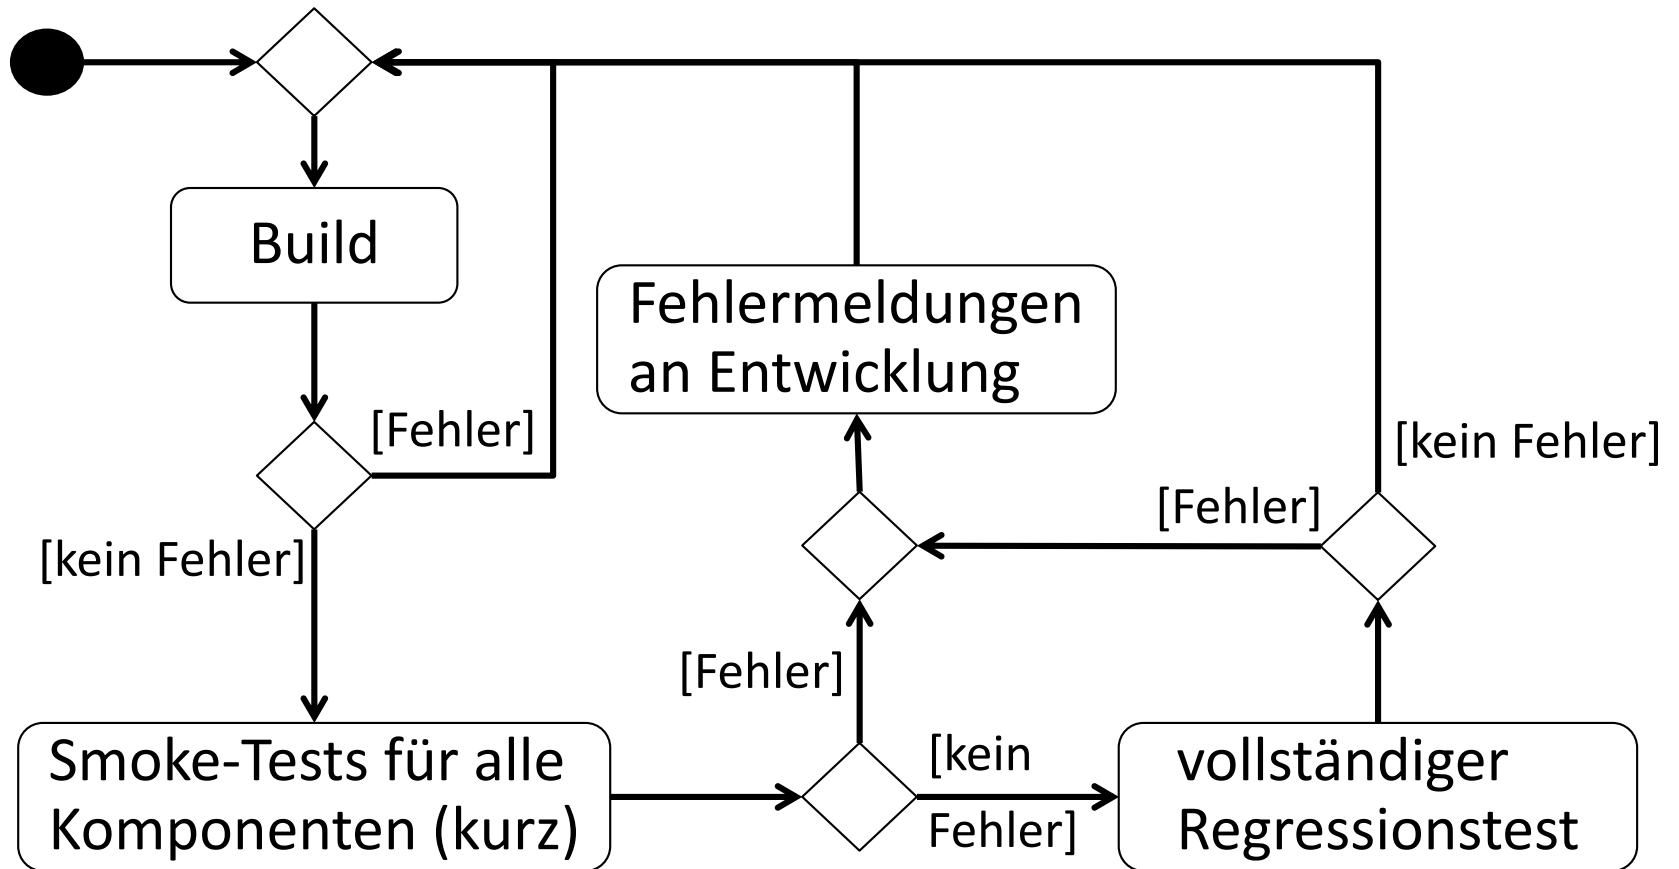 Build
[Fehler]
[kein Fehler]
Smoke-Tests für alle
Komponenten (kurz)
Fehlermeldungen
an Entwicklung
[Fehler]
[kein
Fehler]
vollständiger
Regressionstest
[Fehler]
[kein Fehler]